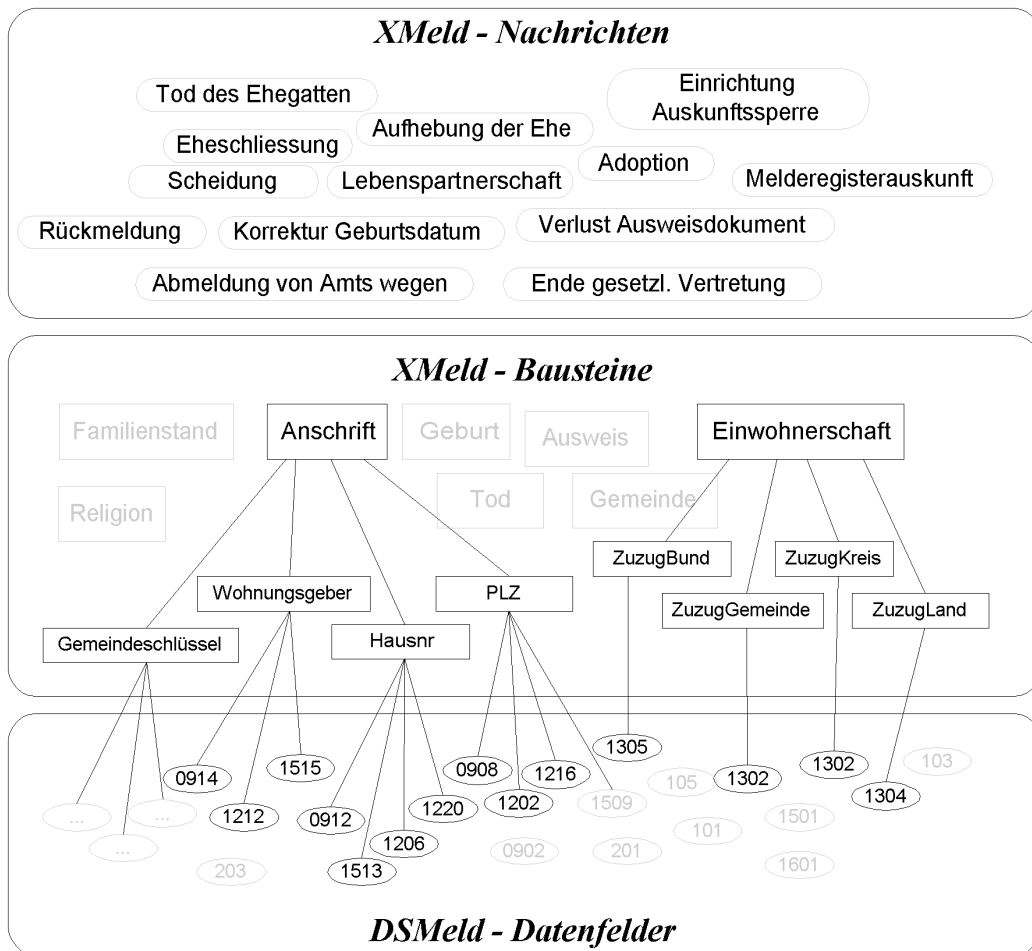 XMeld - Nachrichten
Tod des Ehegatten
Einrichtung
Auskunftssperre
Aufhebung der Ehe
Eheschliessung
Adoption
Scheidung
Lebenspartnerschaft
Melderegisterauskunft
Rückmeldung
Korrektur Geburtsdatum
Verlust Ausweisdokument
Abmeldung von Amts wegen
Ende gesetzl. Vertretung
XMeld - Bausteine
Familienstand
Anschrift
Geburt
Ausweis
Einwohnerschaft
Religion
Tod
Gemeinde
ZuzugBund
ZuzugKreis
Wohnungsgeber
PLZ
ZuzugGemeinde
ZuzugLand
Gemeindeschlüssel
Hausnr
1305
1302
103
0914
1515
0908
1216
105
1302
1304
...
...
1212
0912
1220
1202
1509
1501
...
1206
101
203
1513
0902
201
1601
DSMeld - Datenfelder